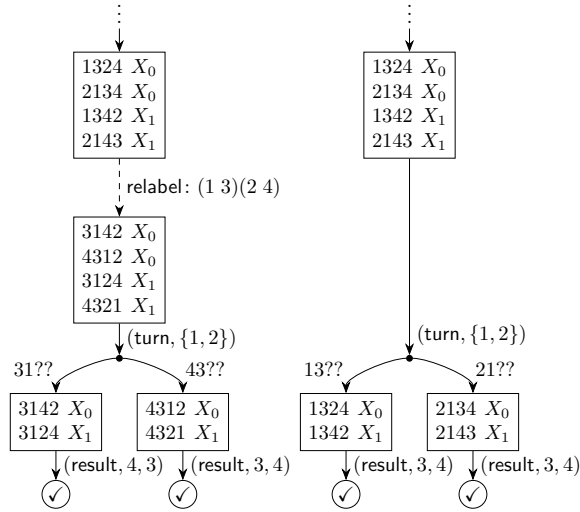 ⋮ ⋮
1324 X₀
2134 X₀
1342 X₁
2143 X₁
relabel: (1 3)(2 4)
3142 X₀
4312 X₀
3124 X₁
4321 X₁
(turn, {1, 2})
31??
43??
3142 X₀
3124 X₁
4312 X₀
4321 X₁
(result, 4, 3)
(result, 3, 4)
✓ ✓
1324 X₀
2134 X₀
1342 X₁
2143 X₁
(turn, {1, 2})
13??
21??
1324 X₀
1342 X₁
2134 X₀
2143 X₁
(result, 3, 4)
(result, 3, 4)
✓ ✓